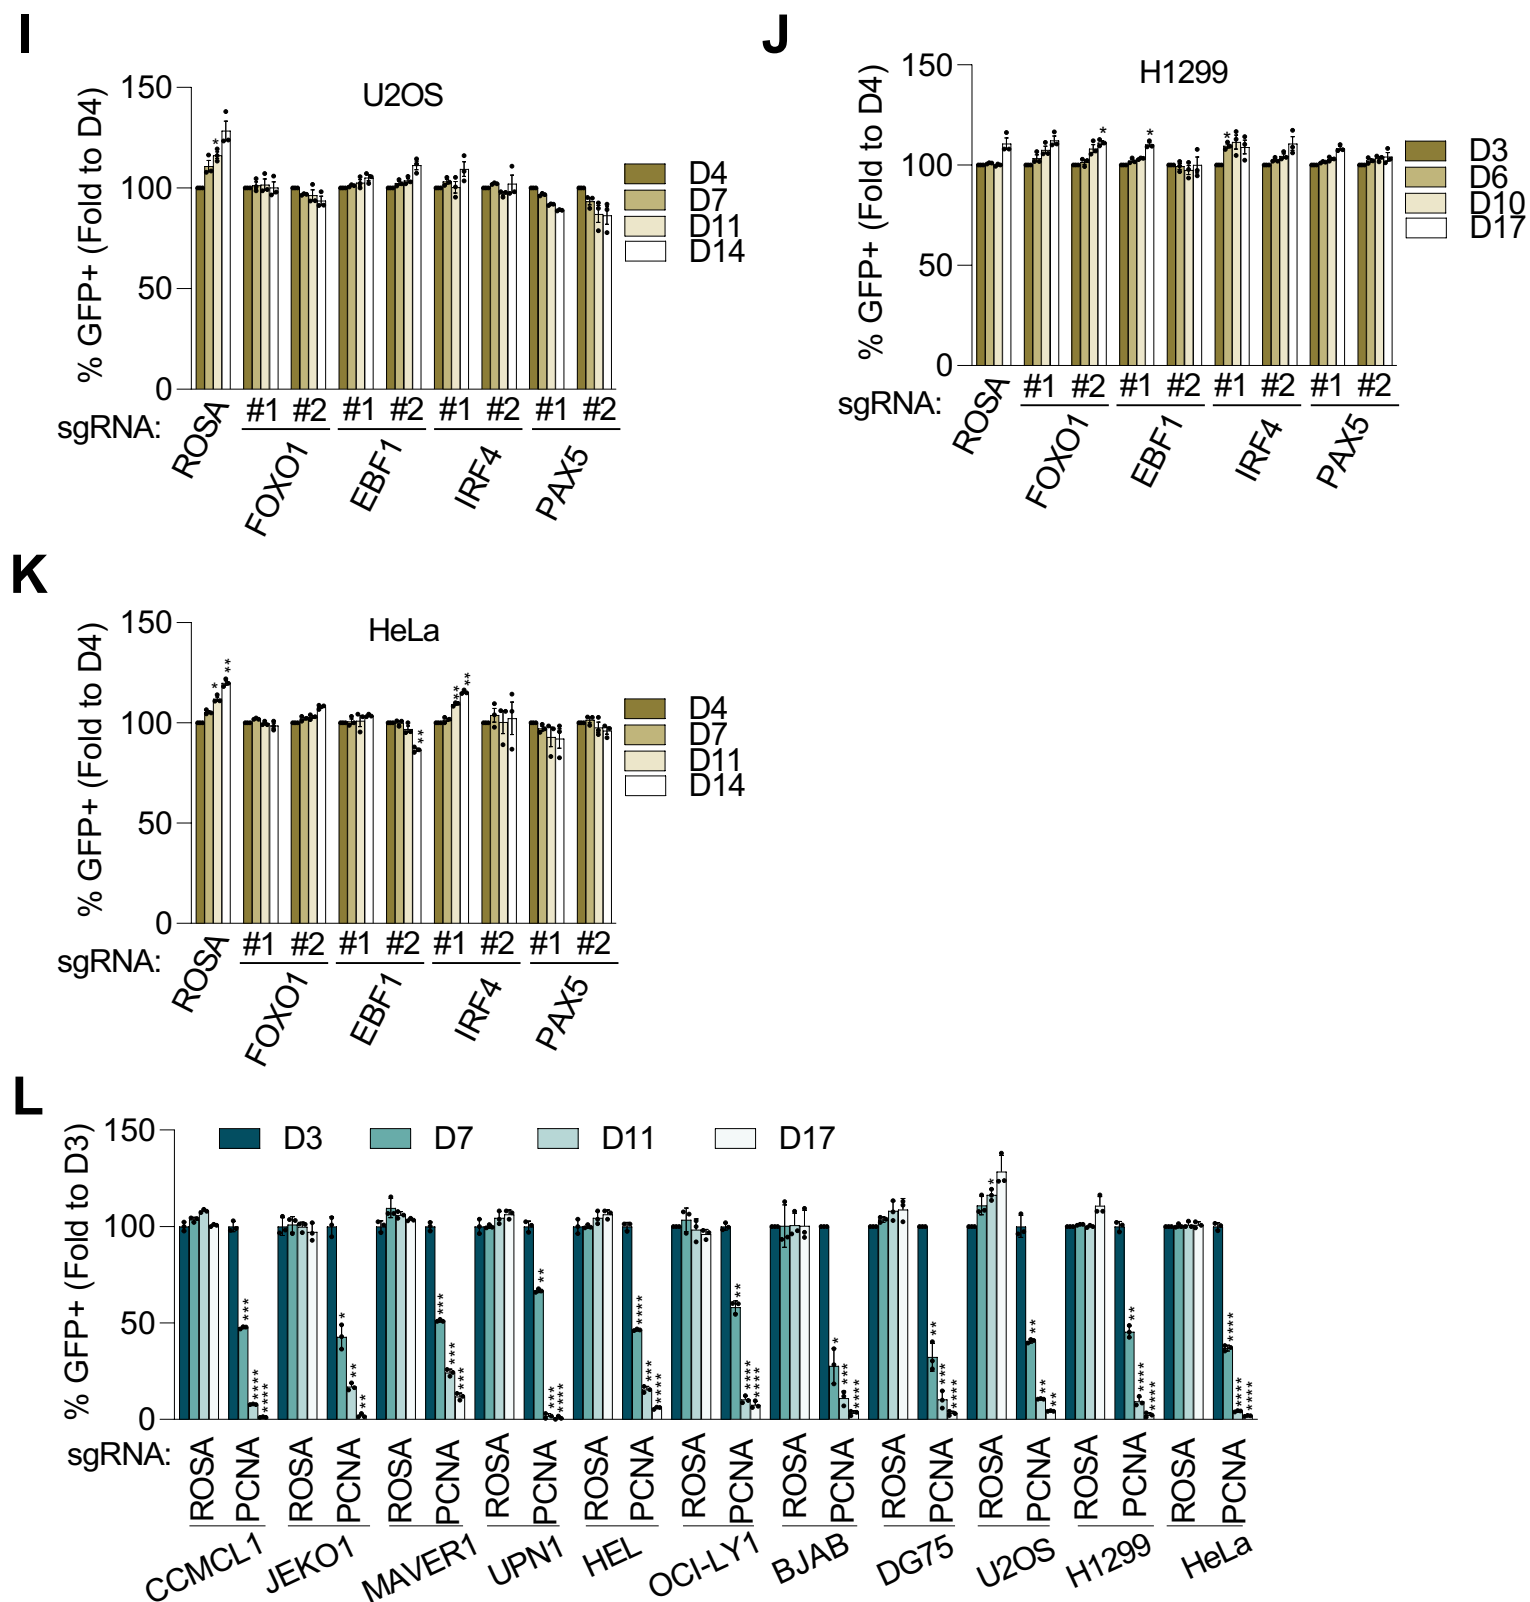 I
U2OS
% GFP+ (Fold to D4)
150
100
50
0
D4
D7
D11
D14
*
sgRNA:
ROSA
#1 #2 #1 #2 #1 #2 #1 #2
FOXO1 EBF1 IRF4 PAX5
J
H1299
% GFP+ (Fold to D4)
150
100
50
0
D3
D6
D10
D17
* * *
sgRNA:
ROSA
#1 #2 #1 #2 #1 #2 #1 #2
FOXO1 EBF1 IRF4 PAX5
K
HeLa
% GFP+ (Fold to D4)
150
100
50
0
D4
D7
D11
D14
* ** ** ** **
sgRNA:
ROSA
#1 #2 #1 #2 #1 #2 #1 #2
FOXO1 EBF1 IRF4 PAX5
L
% GFP+ (Fold to D3)
150
100
50
0
D3 D7 D11 D17
*** **** ****
* ** **
*** *** ***
** *** ****
**** *** ****
** **** ****
* *** ****
** *** ****
* ** ** **
** **** ****
**** **** ****
sgRNA:
ROSA PCNA ROSA PCNA ROSA PCNA ROSA PCNA ROSA PCNA ROSA PCNA ROSA PCNA ROSA PCNA ROSA PCNA ROSA PCNA ROSA PCNA
CCMCL1 JEKO1 MAVER1 UPN1 HEL OCI-LY1 BJAB DG75 U2OS H1299 HeLa